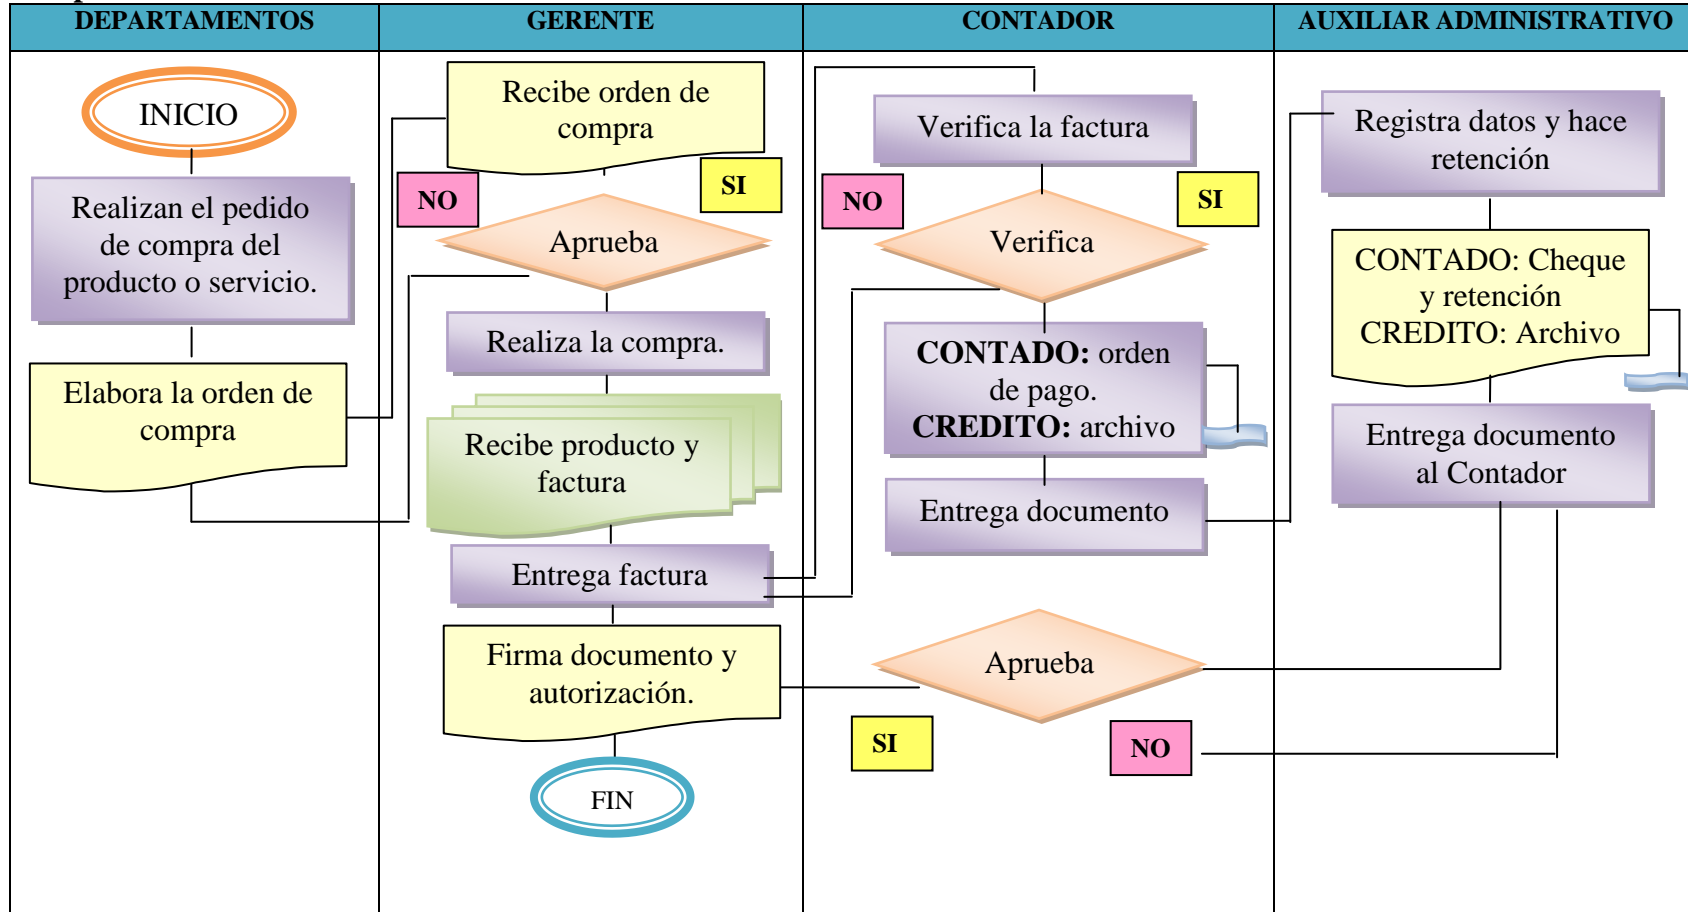 DEPARTAMENTOS
GERENTE
CONTADOR
AUXILIAR ADMINISTRATIVO
INICIO
Realizan el pedido
de compra del
producto o servicio.
Elabora la orden de
compra
Recibe orden de
compra
NO
SI
Aprueba
Realiza la compra.
Recibe producto y
factura
Entrega factura
Firma documento y
autorización.
FIN
Verifica la factura
NO
SI
Verifica
CONTADO: orden
de pago.
CREDITO: archivo
Entrega documento
Aprueba
SI
NO
Registra datos y hace
retención
CONTADO: Cheque
y retención
CREDITO: Archivo
Entrega documento
al Contador